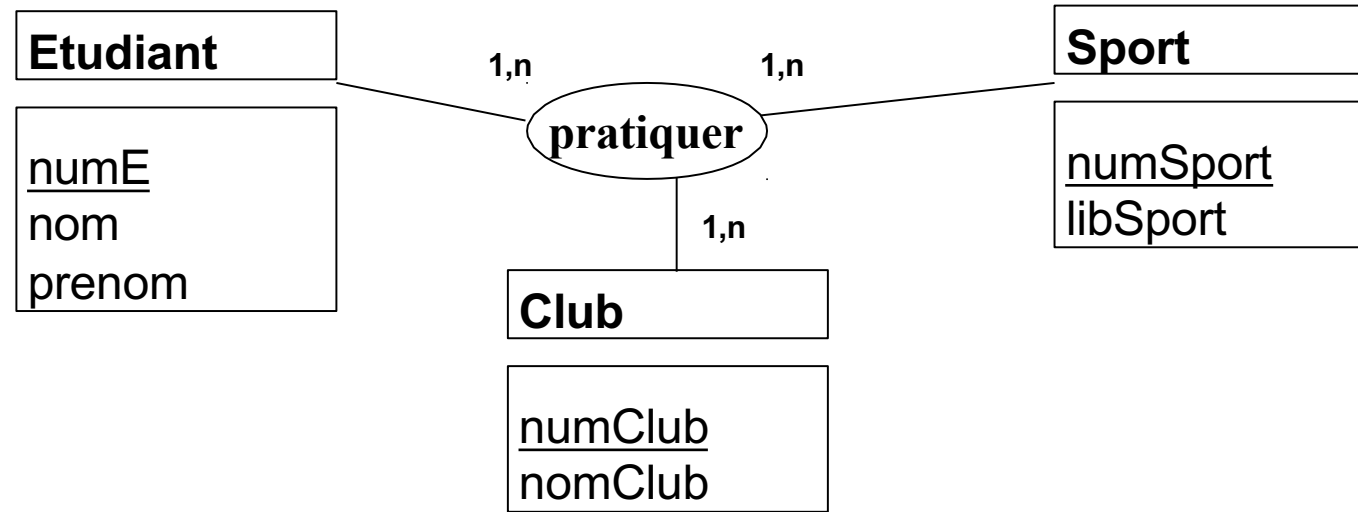 Etudiant
numE
nom
prenom
1,n
pratiquer
1,n
1,n
Club
numClub
nomClub
Sport
numSport
libSport